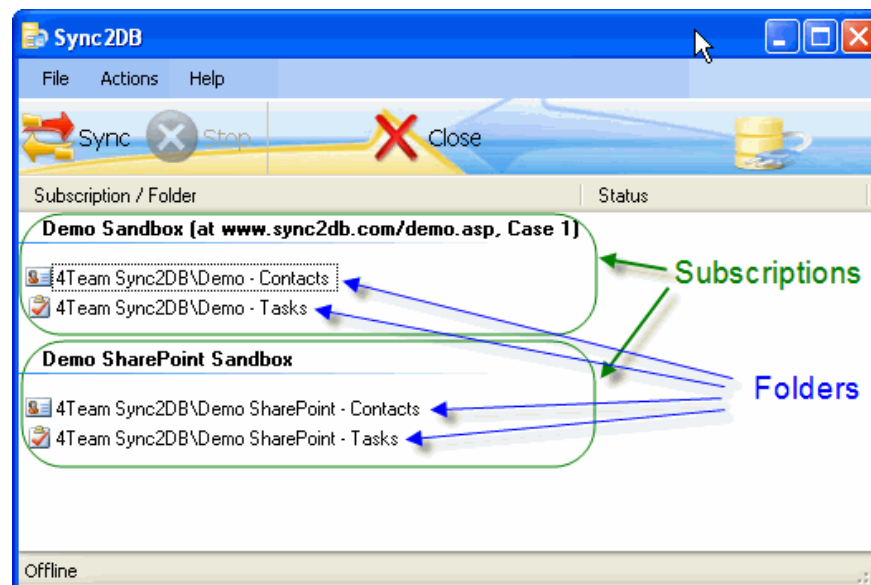 Sync2DB
File Actions Help
Sync Stop Close
Subscription / Folder Status
Demo Sandbox (at www.sync2db.com/demo.asp, Case 1)
4Team Sync2DB\Demo - Contacts
Subscriptions
4Team Sync2DB\Demo - Tasks
Demo SharePoint Sandbox
Folders
4Team Sync2DB\Demo SharePoint - Contacts
4Team Sync2DB\Demo SharePoint - Tasks
Offline